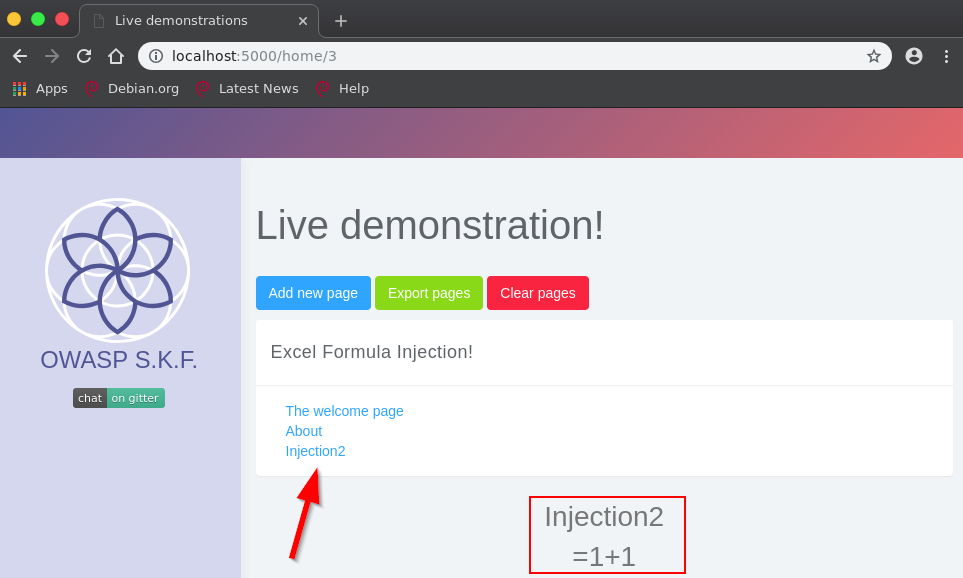 Live demonstrations
localhost:5000/home/3
Apps Debian.org Latest News Help
OWASP S.K.F.
chat on gitter
Live demonstration!
Add new page Export pages Clear pages
Excel Formula Injection!
The welcome page
About
Injection2
Injection2
=1+1